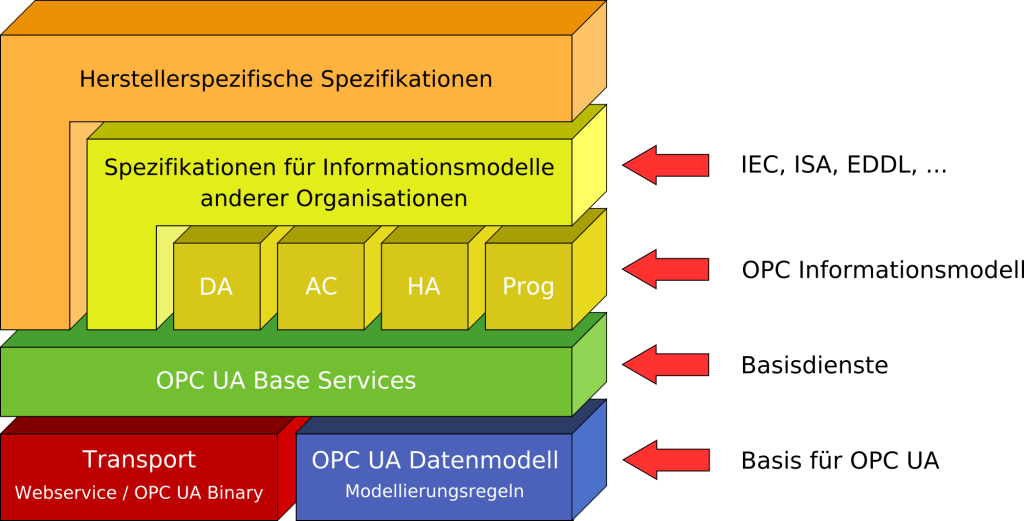 Herstellerspezifische Spezifikationen
Spezifikationen für Informationsmodelle
anderer Organisationen
IEC, ISA, EDDL, ...
DA
AC
HA
Prog
OPC Informationsmodell
OPC UA Base Services
Basisdienste
Transport
Webservice / OPC UA Binary
OPC UA Datenmodell
Modellierungsregeln
Basis für OPC UA